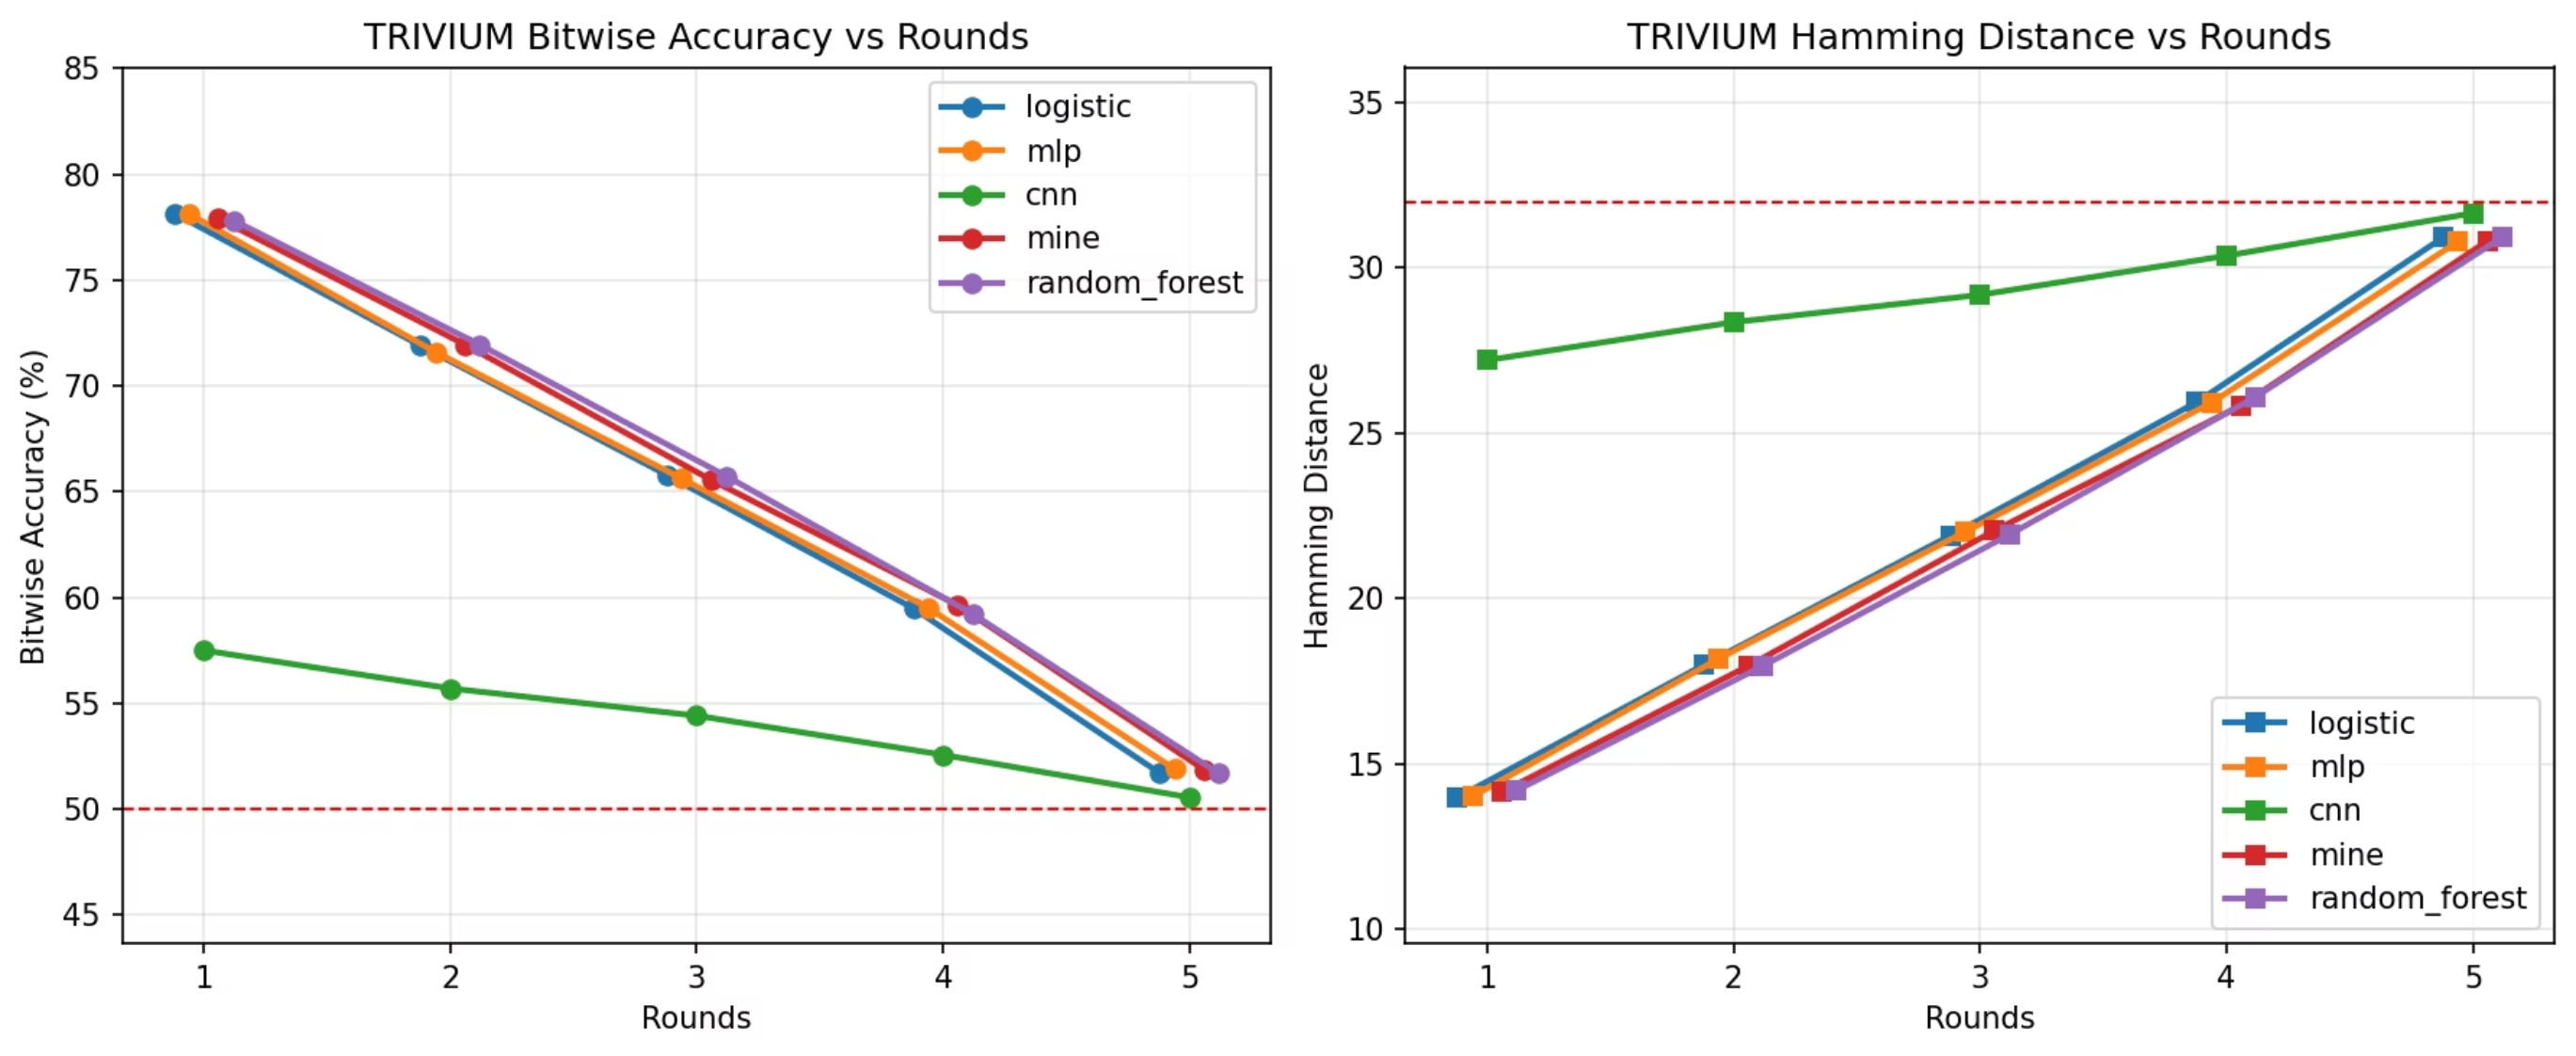 TRIVIUM Bitwise Accuracy vs Rounds
85
80
75
70
65
60
55
50
45
Bitwise Accuracy (%)
logistic
mlp
cnn
mine
random_forest
1 2 3 4 5
Rounds
TRIVIUM Hamming Distance vs Rounds
35
30
25
20
15
10
Hamming Distance
logistic
mlp
cnn
mine
random_forest
1 2 3 4 5
Rounds